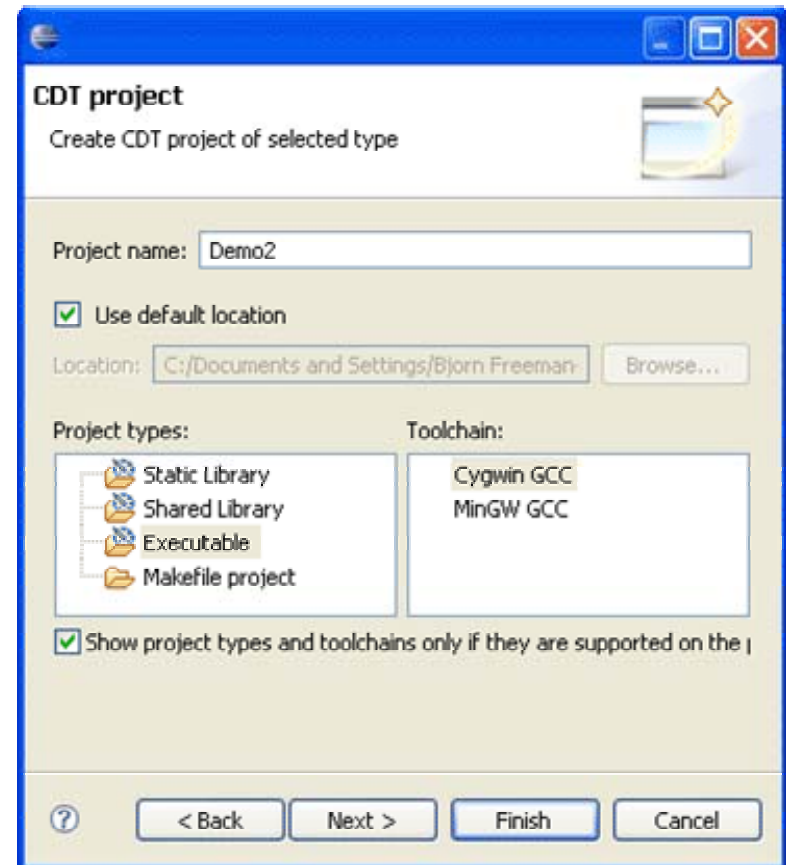 CDT project
Create CDT project of selected type
Project name: Demo2
Use default location
Location: C:/Documents and Settings/Bjorn Freeman- Browse...
Project types: Toolchain:
Static Library Cygwin GCC
Shared Library MinGW GCC
Executable
Makefile project
Show project types and toolchains only if they are supported on the
? < Back Next > Finish Cancel